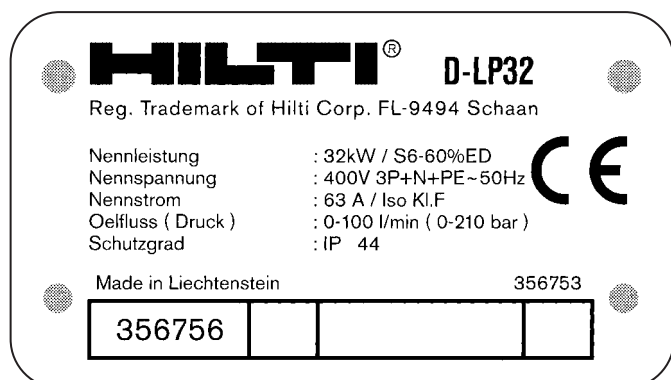 HILTI® D-LP32
Reg. Trademark of Hilti Corp. FL-9494 Schaan
Nennleistung : 32kW / S6-60%ED
Nennspannung : 400V 3P+N+PE~50Hz
Nennstrom : 63 A / Iso Kl.F
Oelfluss ( Druck ) : 0-100 l/min ( 0-210 bar )
Schutzgrad : IP 44
CE
Made in Liechtenstein 356753
356756